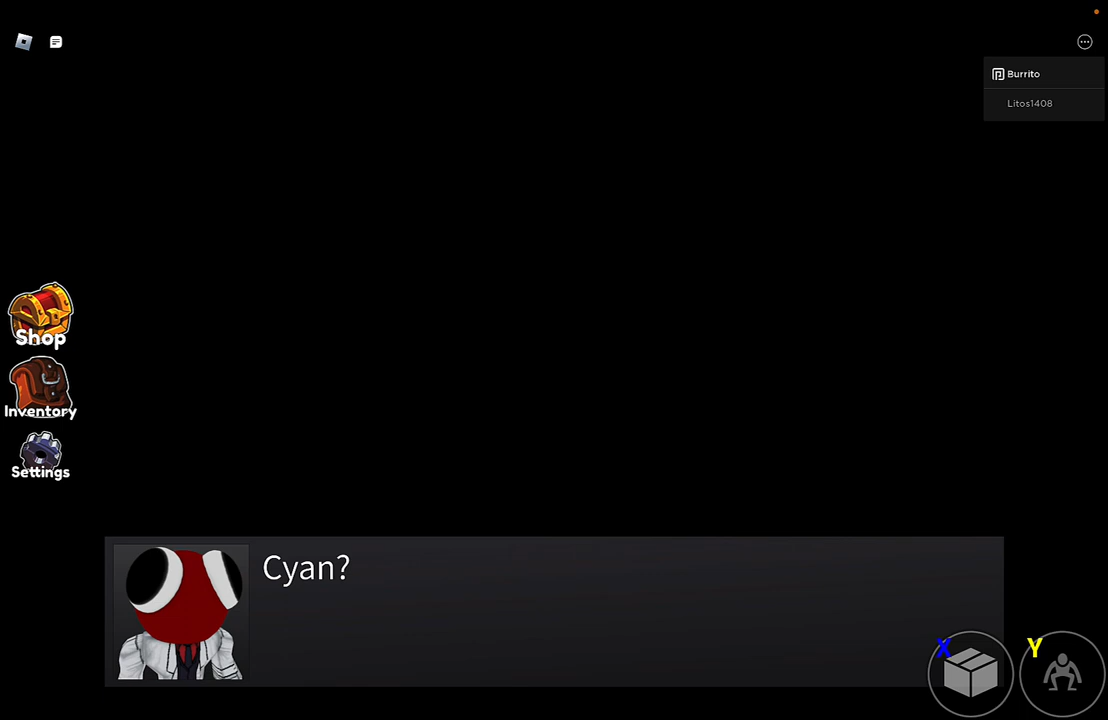 Burrito
Litos1408
Shop
Inventory
Settings
Cyan?
X
Y